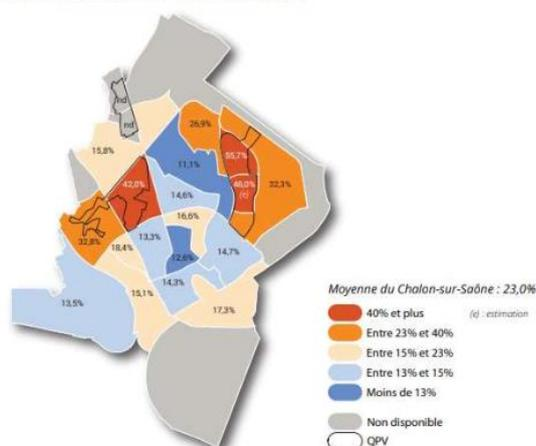 nd
nd
26,9%
15,8%
55,7%
11,1%
42,0%
46,0%
(e)
32,3%
14,6%
16,6%
32,8%
18,4%
13,3%
14,7%
12,6%
13,5%
15,1%
14,3%
17,3%
Moyenne du Chalon-sur-Saône : 23,0%
40% et plus
(e) : estimation
Entre 23% et 40%
Entre 15% et 23%
Entre 13% et 15%
Moins de 13%
Non disponible
QPV